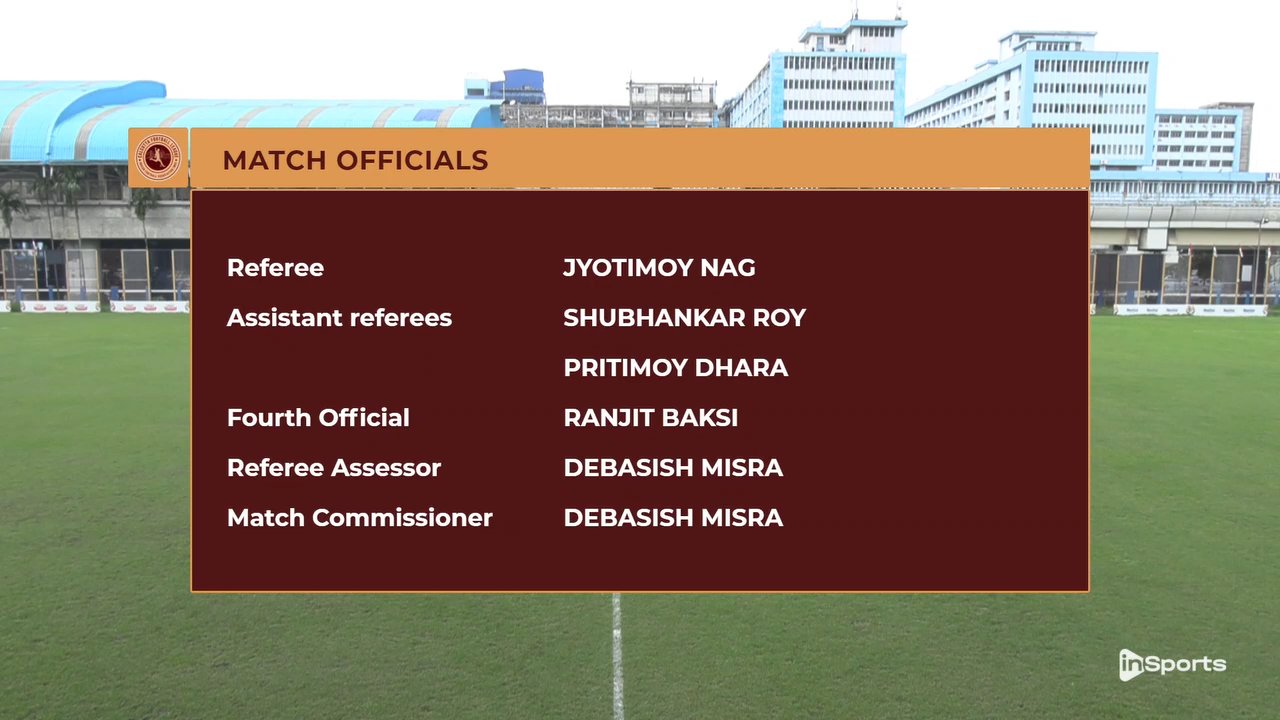 MATCH OFFICIALS
Referee JYOTIMOY NAG
Assistant referees SHUBHANKAR ROY
PRITIMOY DHARA
Fourth Official RANJIT BAKSI
Referee Assessor DEBASISH MISRA
Match Commissioner DEBASISH MISRA
inSports